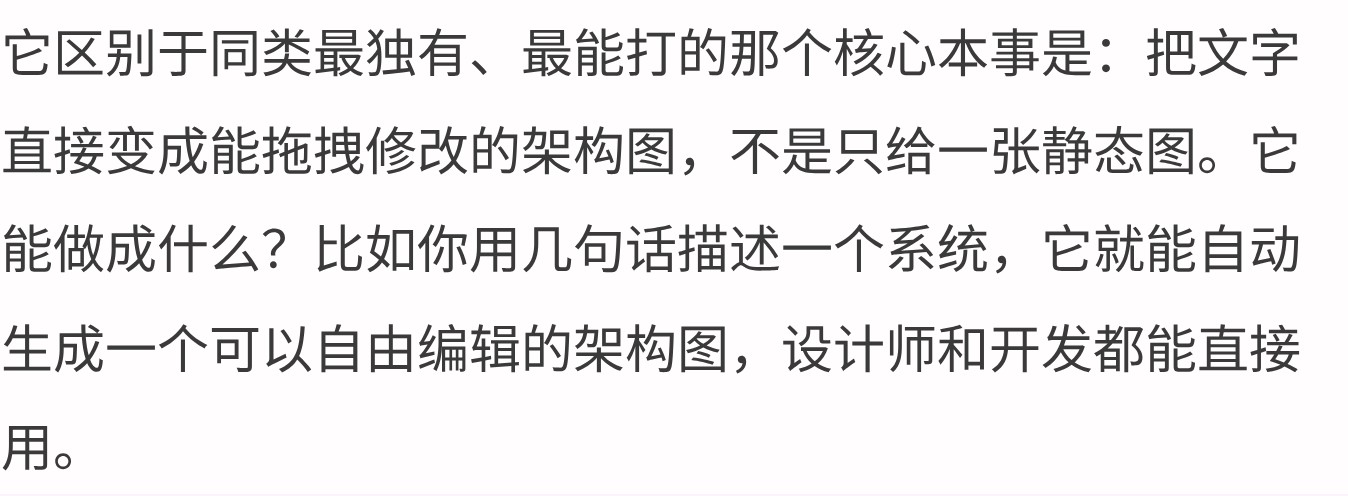 它区别于同类最独有、最能打的那个核心本事是：把文字
直接变成能拖拽修改的架构图，不是只给一张静态图。它
能做成什么？比如你用几句话描述一个系统，它就能自动
生成一个可以自由编辑的架构图，设计师和开发都能直接
用。